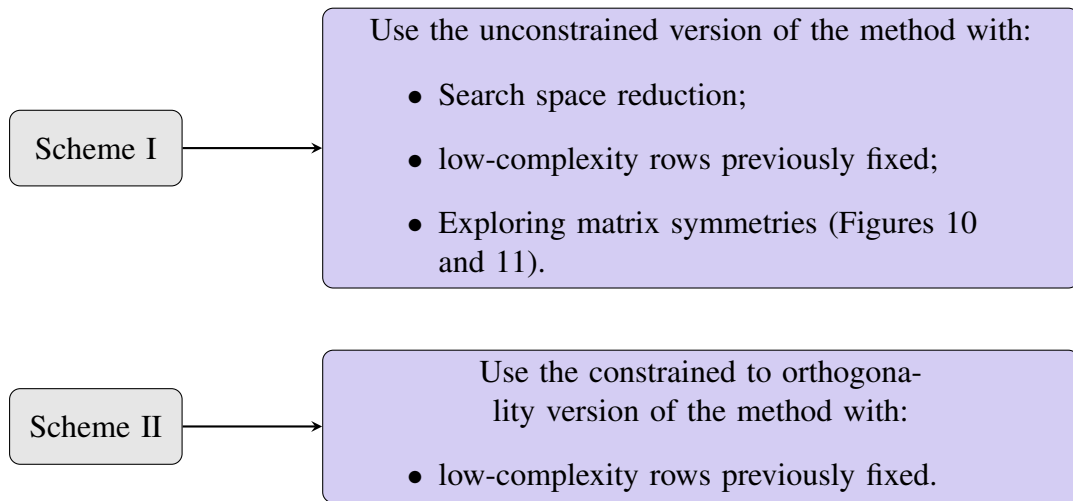 Scheme I
Use the unconstrained version of the method with:
• Search space reduction;
• low-complexity rows previously fixed;
• Exploring matrix symmetries (Figures 10
and 11).
Scheme II
Use the constrained to orthogona-
lity version of the method with:
• low-complexity rows previously fixed.